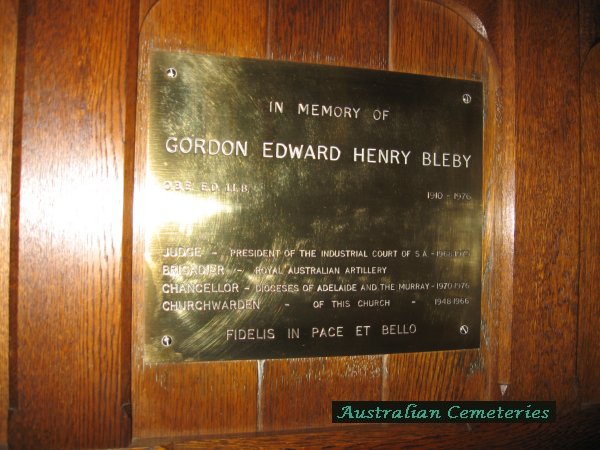 IN MEMORY OF
GORDON EDWARD HENRY BLEBY
O.B.E. E.D. LL.B.
1910 - 1976
JUDGE - PRESIDENT OF THE INDUSTRIAL COURT OF S.A. -
BRIGADIER - ROYAL AUSTRALIAN ARTILLERY
CHANCELLOR - DIOCESES OF ADELAIDE AND THE MURRAY - 1970-1976
CHURCHWARDEN - OF THIS CHURCH - 1948-1966
FIDELIS IN PACE ET BELLO
Australian Cemeteries